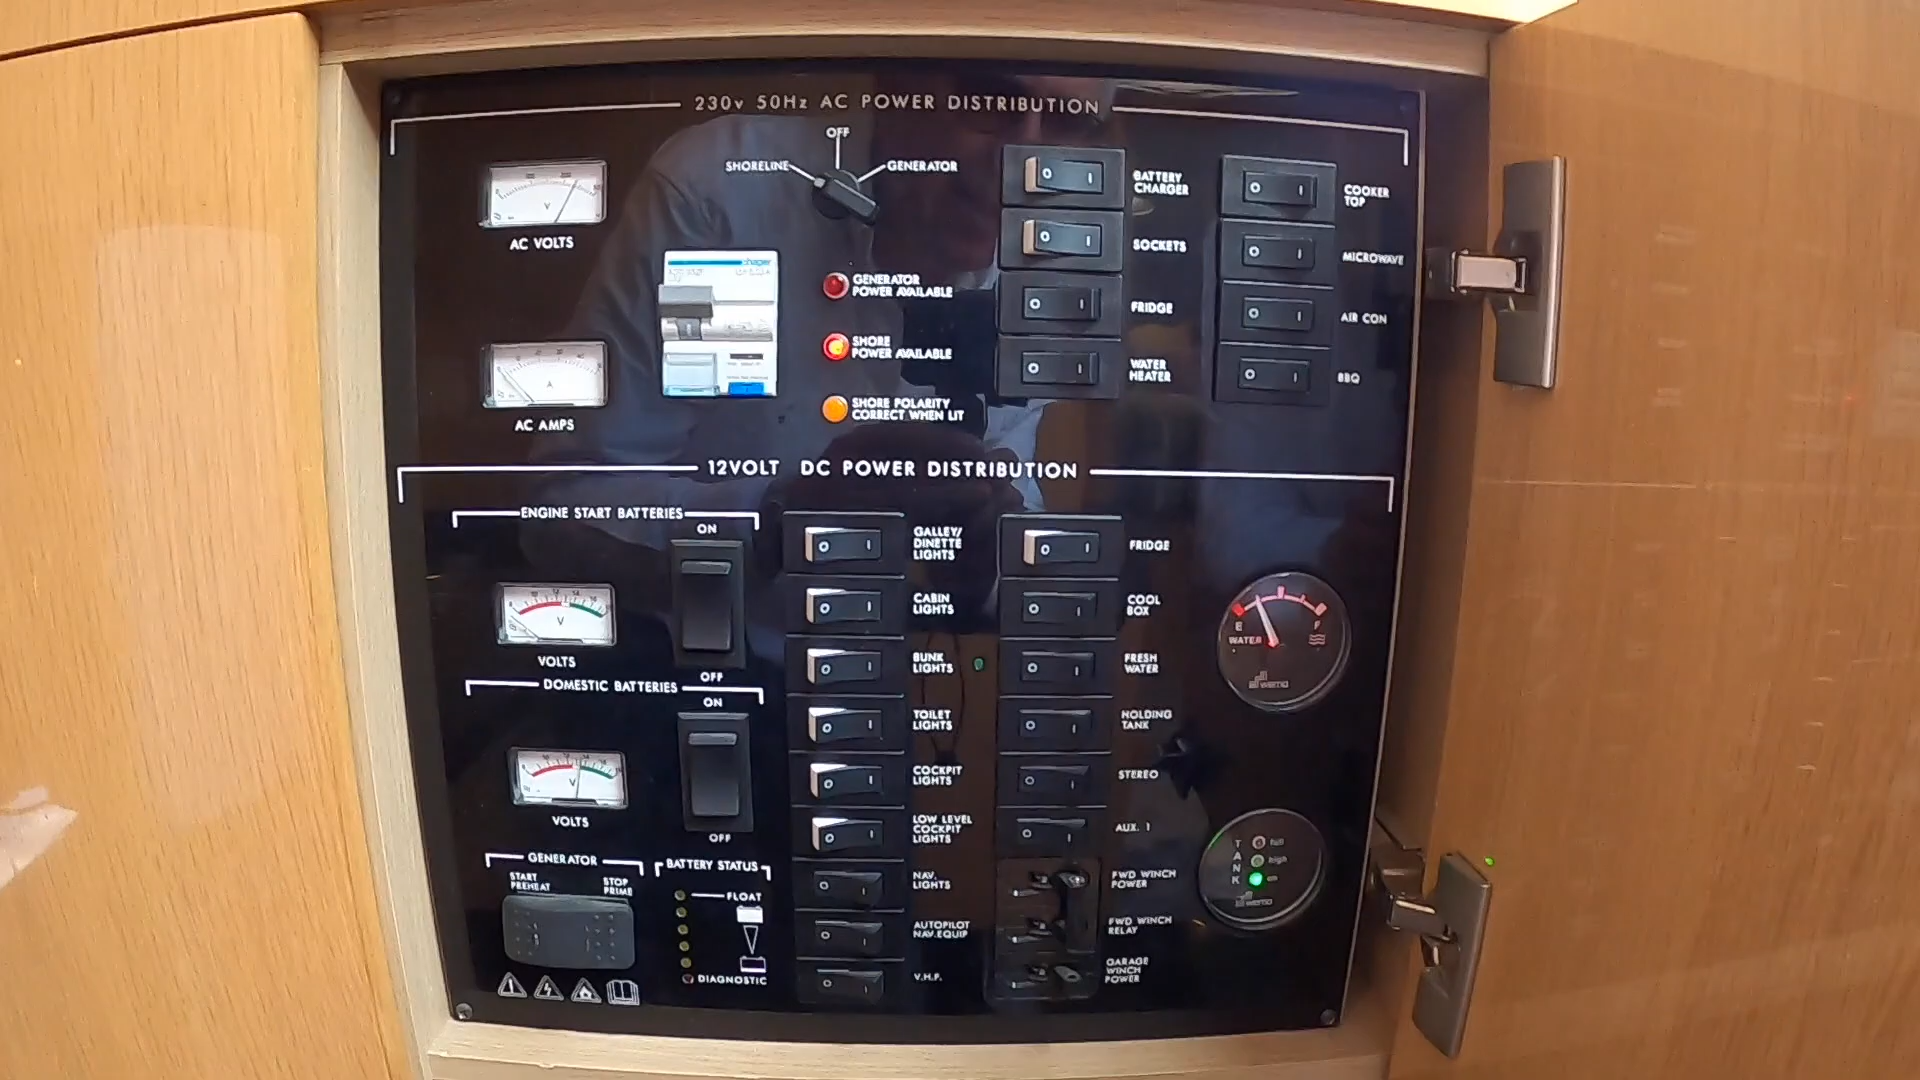 230v 50Hz AC POWER DISTRIBUTION
OFF
SHORELINE
GENERATOR
V
AC VOLTS
A
AC AMPS
GENERATOR
POWER AVAILABLE
SHORE
POWER AVAILABLE
SHORE POLARITY
CORRECT WHEN LIT
BATTERY
CHARGER
SOCKETS
FRIDGE
WATER
HEATER
COOKER
TOP
MICROWAVE
AIR CON
BBQ
12VOLT DC POWER DISTRIBUTION
ENGINE START BATTERIES
ON
V
VOLTS
OFF
DOMESTIC BATTERIES
ON
V
VOLTS
OFF
GENERATOR
START
PREHEAT
STOP
PRIME
BATTERY STATUS
FLOAT
DIAGNOSTIC
GALLEY/
DINETTE
LIGHTS
CABIN
LIGHTS
BUNK
LIGHTS
TOILET
LIGHTS
COCKPIT
LIGHTS
LOW LEVEL
COCKPIT
LIGHTS
NAV.
LIGHTS
AUTOPILOT
NAV.EQUIP
V.H.F.
FRIDGE
COOL
BOX
FRESH
WATER
HOLDING
TANK
STEREO
AUX. 1
FWD WINCH
POWER
FWD WINCH
RELAY
GARAGE
WINCH
POWER
E
F
WATER
wema
TANK
full
high
wema